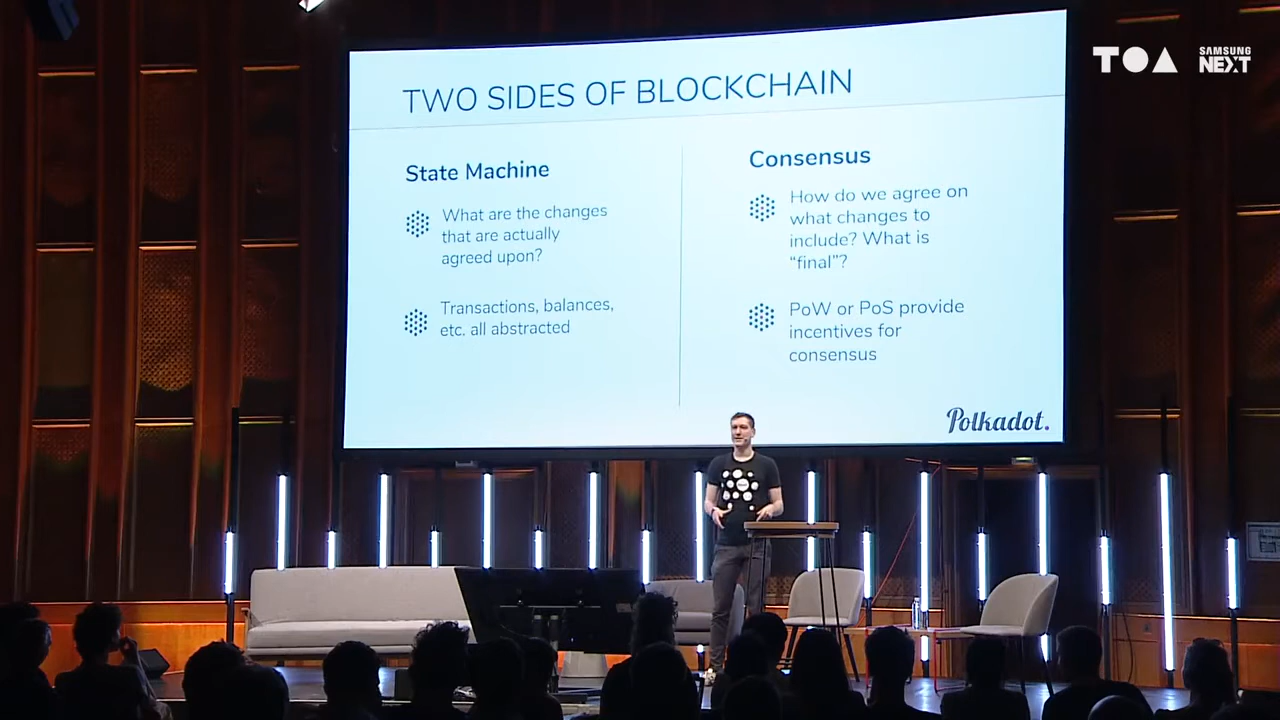 TOA
SAMSUNG
NEXT
TWO SIDES OF BLOCKCHAIN
State Machine
What are the changes
that are actually
agreed upon?
Transactions, balances,
etc. all abstracted
Consensus
How do we agree on
what changes to
include? What is
“final”?
PoW or PoS provide
incentives for
consensus
Polkadot.